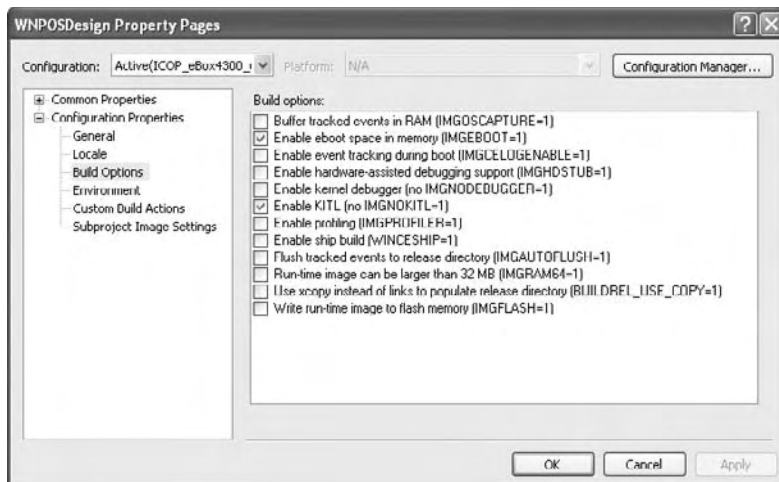 WNPOSDesign Property Pages
Configuration: Active(ICOP_eBox4300_ Platform: N/A Configuration Manager...
Common Properties
Configuration Properties
General
Locale
Build Options
Environment
Custom Build Actions
Subproject Image Settings
Build options:
Buffer tracked events in RAM (IMGOSCAPTURE=1)
Enable eboot space in memory (IMGEBOOT=1)
Enable event tracking during boot (IMGCELOGENABLE=1)
Enable hardware-assisted debugging support (IMGHDSTUB=1)
Enable kernel debugger (no IMGNODEBUGGER=1)
Enable KITL (no IMGNOKITL=1)
Enable profiling (IMGPROFILER=1)
Enable ship build (WINCESHIP=1)
Flush tracked events to release directory (IMGAUTOFLUSH=1)
Run-time image can be larger than 32 MB (IMGRAM64=1)
Use xcopy instead of links to populate release directory (BUILDREL_USE_COPY=1)
Write run-time image to flash memory (IMGFLASH=1)
OK Cancel Apply